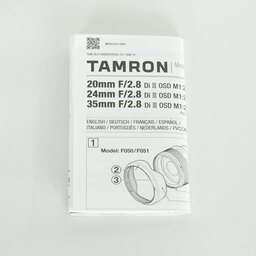 TAMRON
20mm F/2.8 Di III OSD M1:2
24mm F/2.8 Di III OSD M1:2
35mm F/2.8 Di III OSD M1:2
ENGLISH / DEUTSCH / FRANÇAIS / ESPAÑOL /
ITALIANO / PORTUGUÊS / NEDERLANDS /
1
Model: F050/F051
2
3